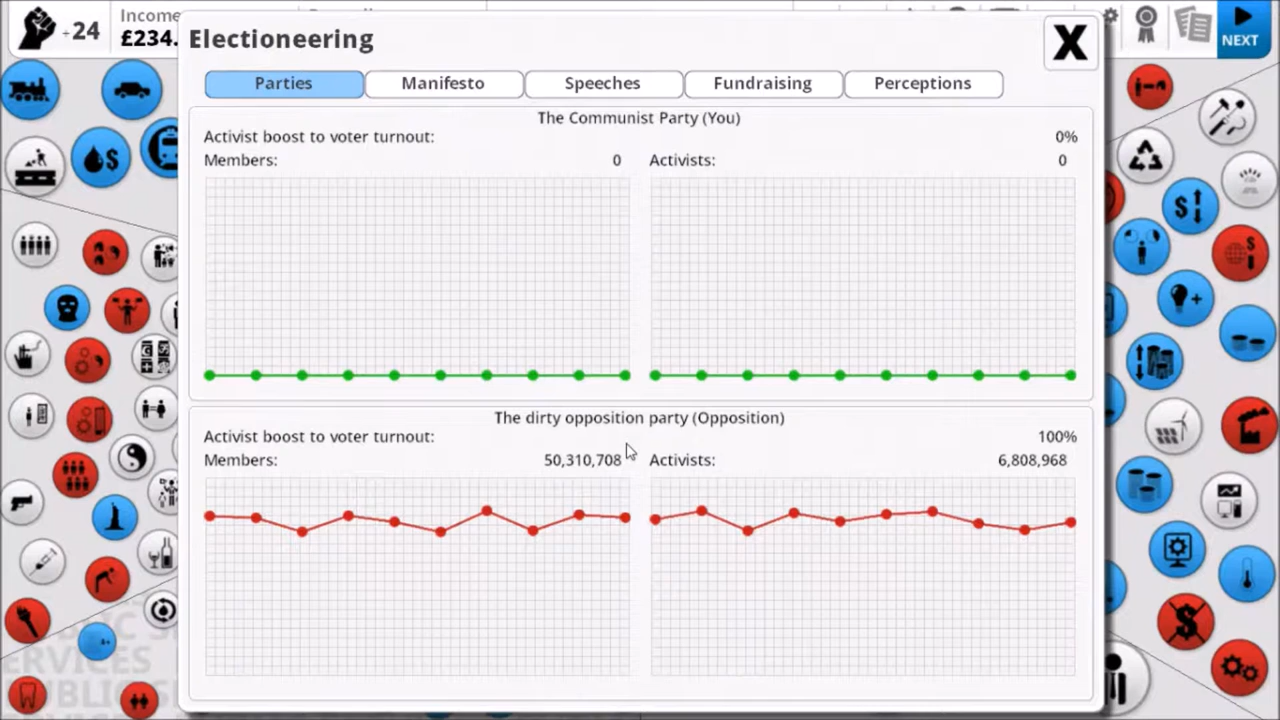 +24
Income
£234.
NEXT
Electioneering
X
Parties
Manifesto
Speeches
Fundraising
Perceptions
The Communist Party (You)
Activist boost to voter turnout:
0%
Members:
0
Activists:
0
The dirty opposition party (Opposition)
Activist boost to voter turnout:
100%
Members:
50,310,708
Activists:
6,808,968
ERVICES
PUBLIC S